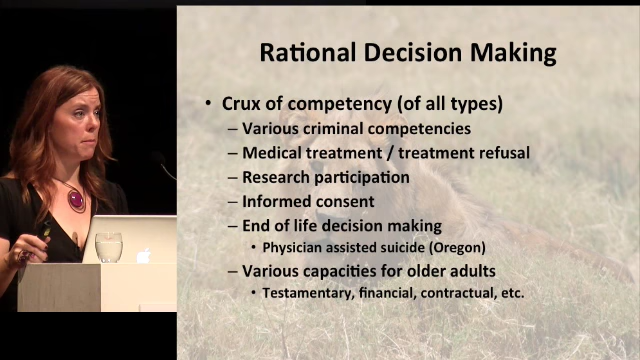 Rational Decision Making
• Crux of competency (of all types)
– Various criminal competencies
– Medical treatment / treatment refusal
– Research participation
– Informed consent
– End of life decision making
• Physician assisted suicide (Oregon)
– Various capacities for older adults
• Testamentary, financial, contractual, etc.